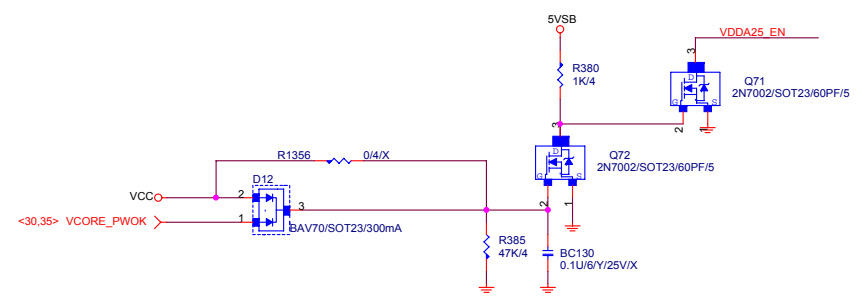 5VSB
VDDA25_EN
3
R380
1K/4
D
G
S
Q71
2N7002/SOT23/60PF/5
2
1
3
R1356
0/4/X
D
G
S
Q72
2N7002/SOT23/60PF/5
D12
VCC
2
3
2
1
<30,35> VCORE_PWOK
1
BAV70/SOT23/300mA
R385
47K/4
BC130
0.1U/6/Y/25V/X